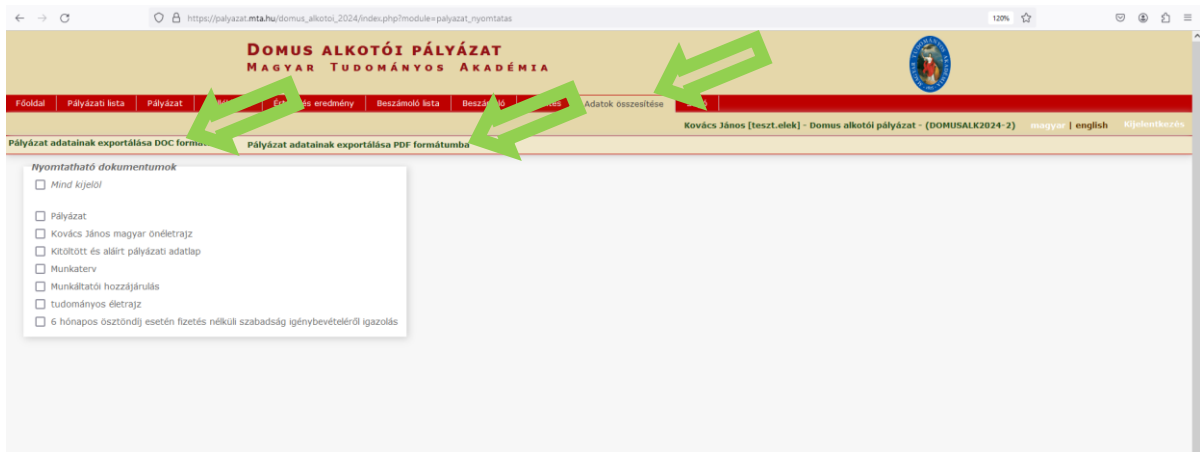 https://palyazat.mta.hu/domus_alkotoi_2024/index.php?module=palyazat_nyomtatas
120%
DOMUS ALKOTÓI PÁLYÁZAT
MAGYAR TUDOMÁNYOS AKADÉMIA
Főoldal Pályázati lista Pályázat és eredmény Beszámoló lista Adatok összesítése
Kovács János [teszt.elek] - Domus alkotói pályázat - (DOMUSALK2024-2) magyar | english Kijelentkezés
Pályázat adatainak exportálása DOC Pályázat adatainak exportálása PDF formátumba
Nyomtatható dokumentumok
Mind kijelöl
Pályázat
Kovács János magyar önéletrajz
Kitöltött és aláírt pályázati adatlap
Munkaterv
Munkáltatói hozzájárulás
tudományos életrajz
6 hónapos ösztöndíj esetén fizetés nélküli szabadság igénybevételéről igazolás